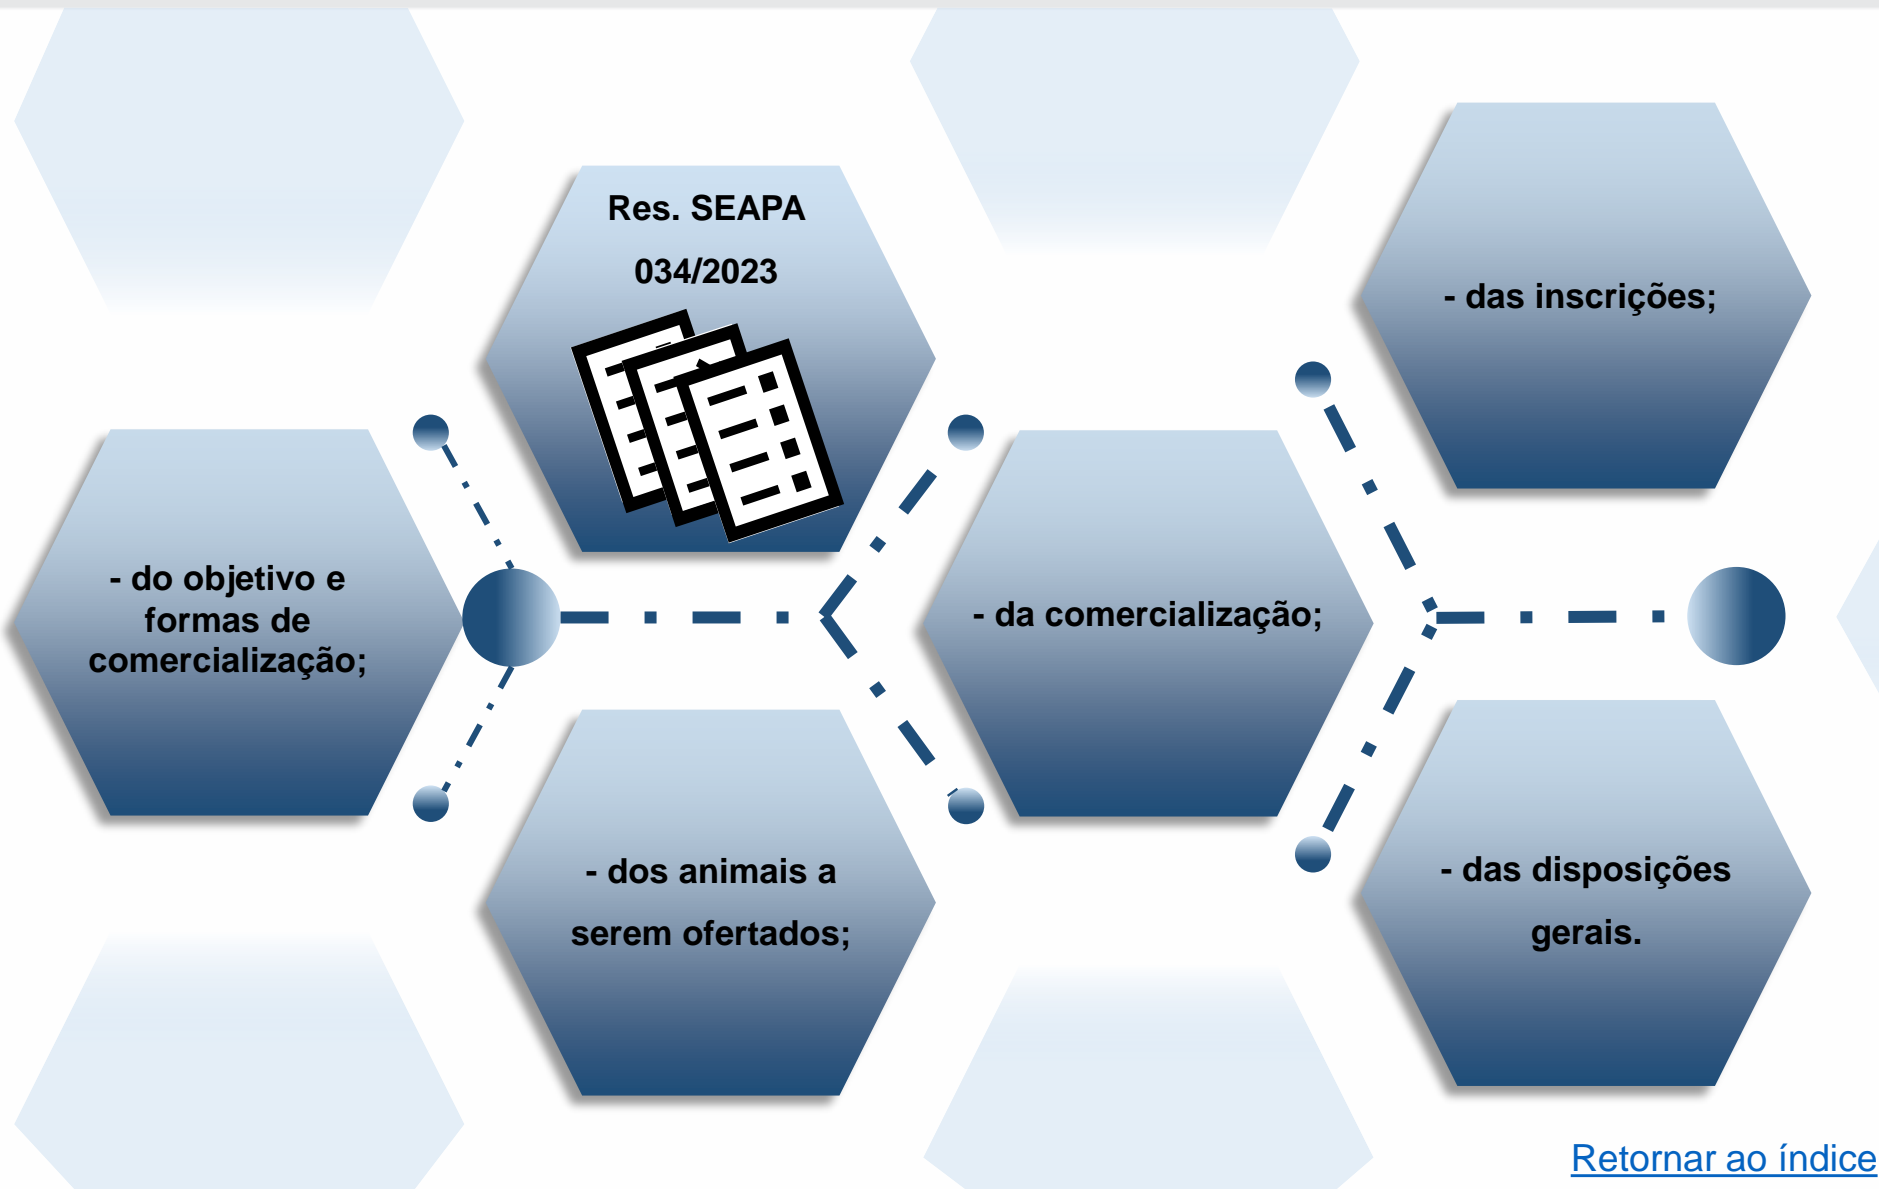 Res. SEAPA
034/2023
- do objetivo e
formas de
comercialização;
- dos animais a
serem ofertados;
- da comercialização;
- das inscrições;
- das disposições
gerais.
Retornar ao índice